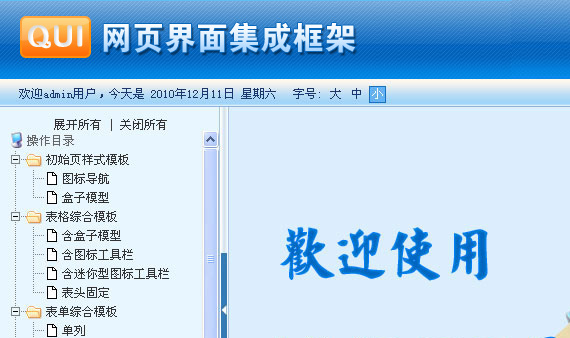 QUI 网页界面集成框架
欢迎admin用户，今天是 2010年12月11日 星期六 字号: 大 中 小
展开所有 | 关闭所有
操作目录
初始页样式模板
图标导航
盒子模型
表格综合模板
含盒子模型
含图标工具栏
含迷你型图标工具栏
表头固定
表单综合模板
单列
歡迎使用